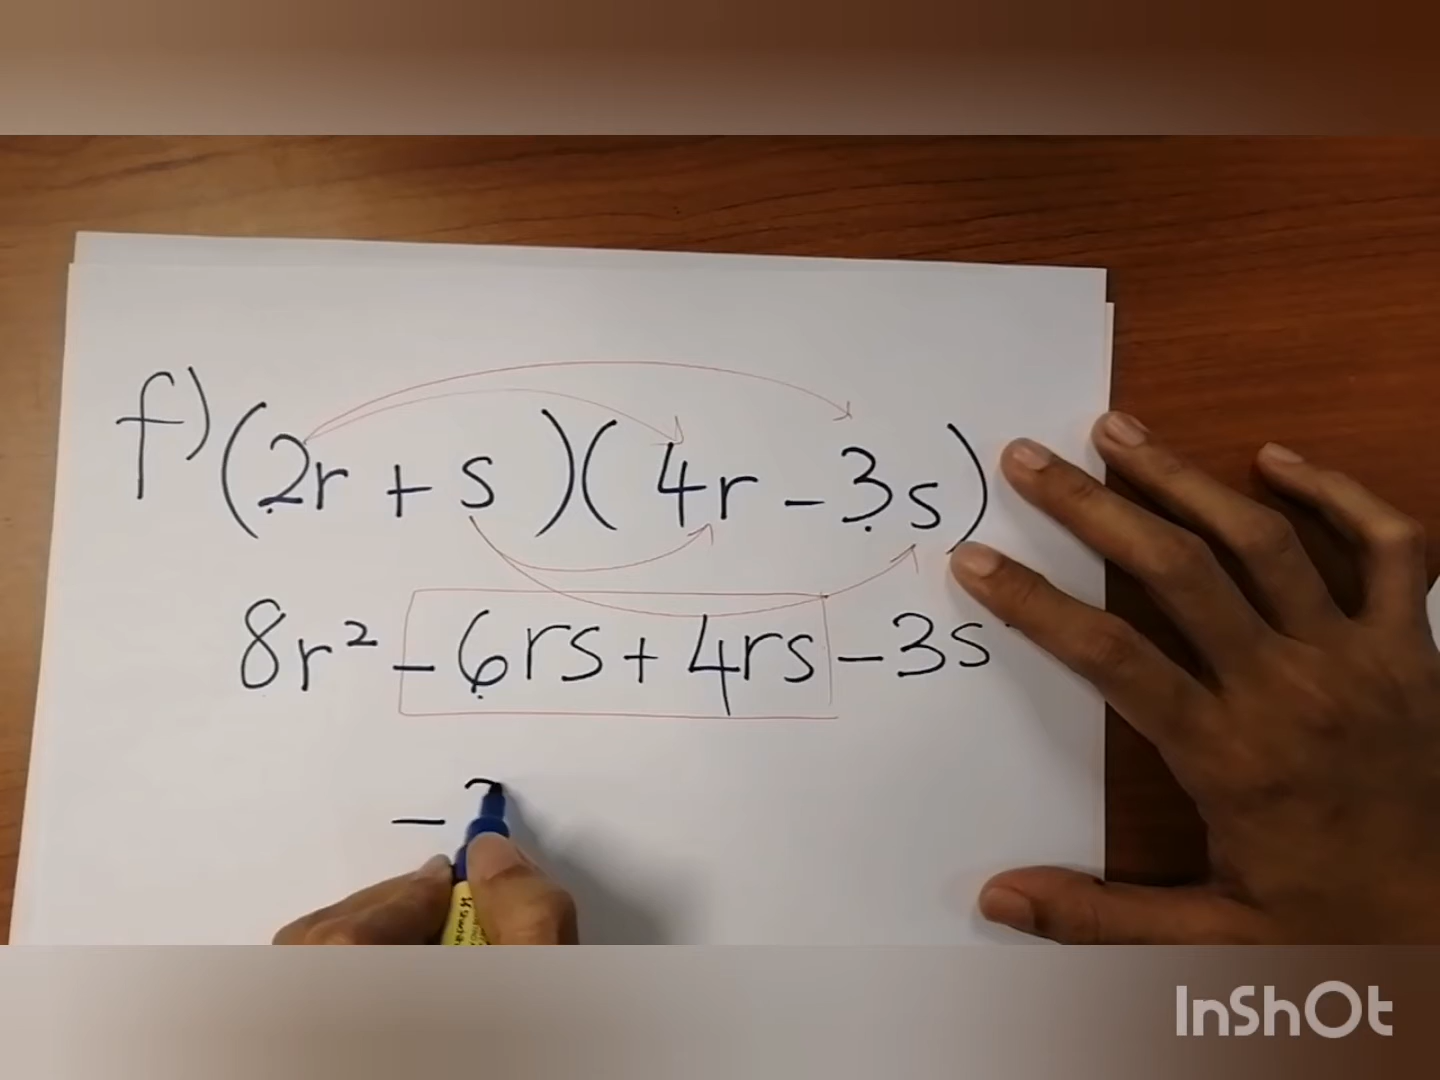 f) (2r + s)(4r - 3s)
8r² - 6rs + 4rs - 3s
-
InShOt